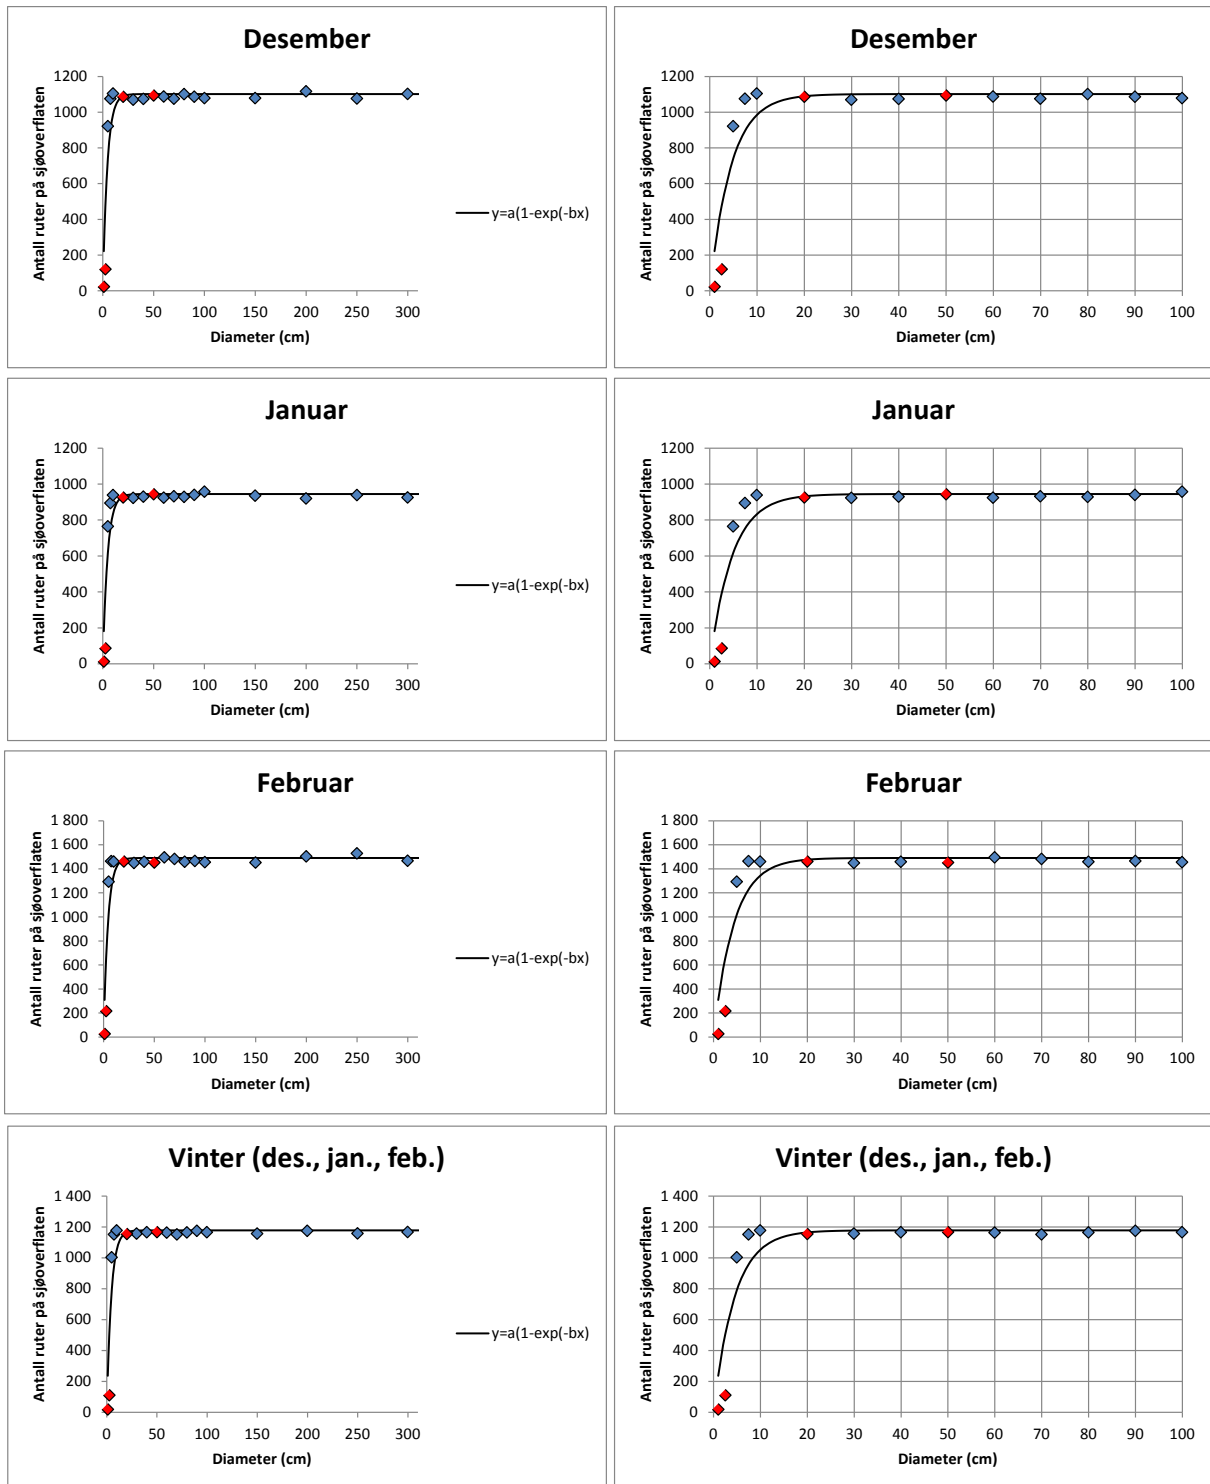 Desember
Antall ruter på sjøoverflaten
1200
1000
800
600
400
200
0
0 50 100 150 200 250 300
Diameter (cm)
y=a(1-exp(-bx)
Desember
Antall ruter på sjøoverflaten
1200
1000
800
600
400
200
0
0 10 20 30 40 50 60 70 80 90 100
Diameter (cm)
Januar
Antall ruter på sjøoverflaten
1200
1000
800
600
400
200
0
0 50 100 150 200 250 300
Diameter (cm)
y=a(1-exp(-bx)
Januar
Antall ruter på sjøoverflaten
1200
1000
800
600
400
200
0
0 10 20 30 40 50 60 70 80 90 100
Diameter (cm)
Februar
Antall ruter på sjøoverflaten
1 800
1 600
1 400
1 200
1 000
800
600
400
200
0
0 50 100 150 200 250 300
Diameter (cm)
y=a(1-exp(-bx)
Februar
Antall ruter på sjøoverflaten
1 800
1 600
1 400
1 200
1 000
800
600
400
200
0
0 10 20 30 40 50 60 70 80 90 100
Diameter (cm)
Vinter (des., jan., feb.)
Antall ruter på sjøoverflaten
1 400
1 200
1 000
800
600
400
200
0
0 50 100 150 200 250 300
Diameter (cm)
y=a(1-exp(-bx)
Vinter (des., jan., feb.)
Antall ruter på sjøoverflaten
1 400
1 200
1 000
800
600
400
200
0
0 10 20 30 40 50 60 70 80 90 100
Diameter (cm)